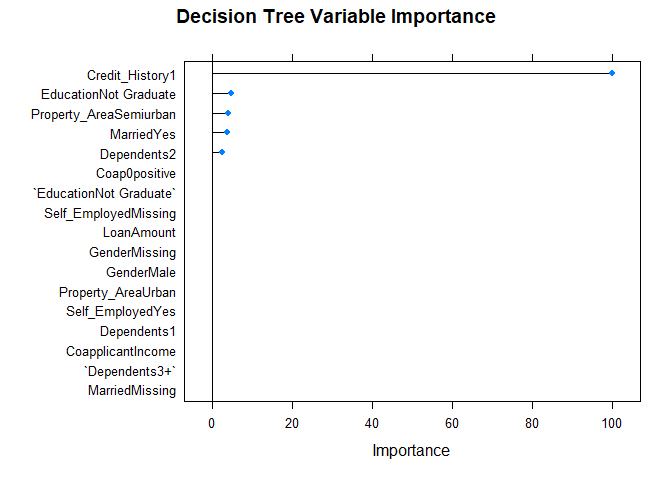 Decision Tree Variable Importance
Credit_History1
EducationNot Graduate
Property_AreaSemiurban
MarriedYes
Dependents2
Coap0positive
`EducationNot Graduate`
Self_EmployedMissing
LoanAmount
GenderMissing
GenderMale
Property_AreaUrban
Self_EmployedYes
Dependents1
CoapplicantIncome
`Dependents3+`
MarriedMissing
0 20 40 60 80 100
Importance